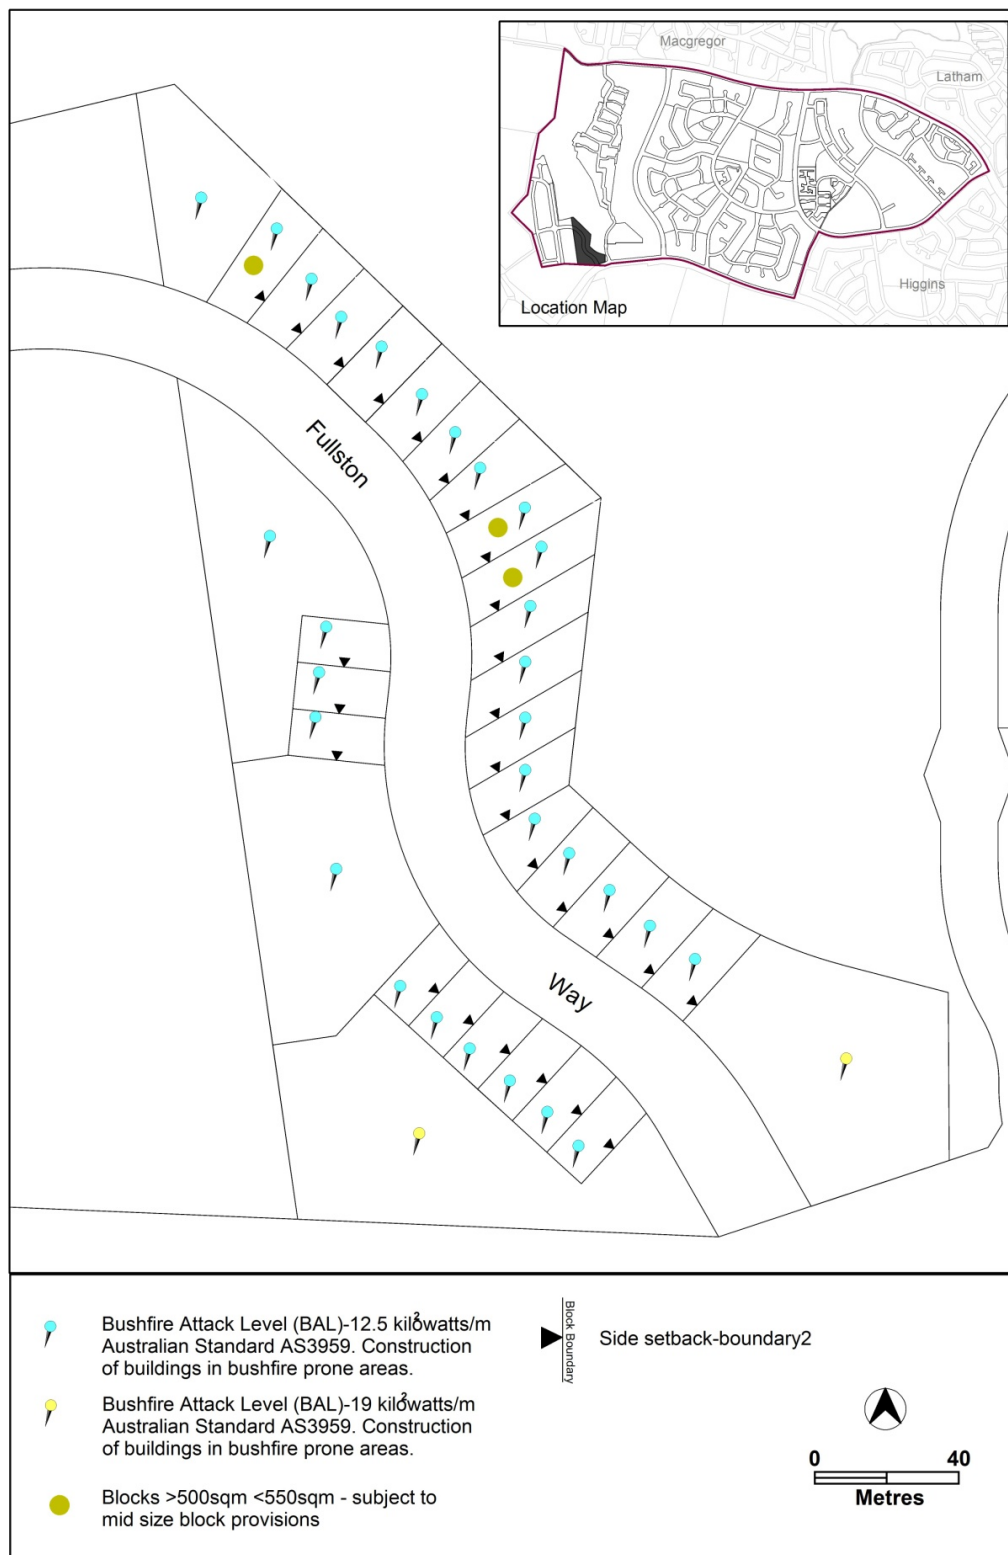 Macgregor
Latham
Higgins
Location Map
Fullston
Way
Bushfire Attack Level (BAL)-12.5 kilowatts/m²
Australian Standard AS3959. Construction
of buildings in bushfire prone areas.
Bushfire Attack Level (BAL)-19 kilowatts/m²
Australian Standard AS3959. Construction
of buildings in bushfire prone areas.
Blocks >500sqm <550sqm - subject to
mid size block provisions
Block Boundary
Side setback-boundary2
0 40
Metres